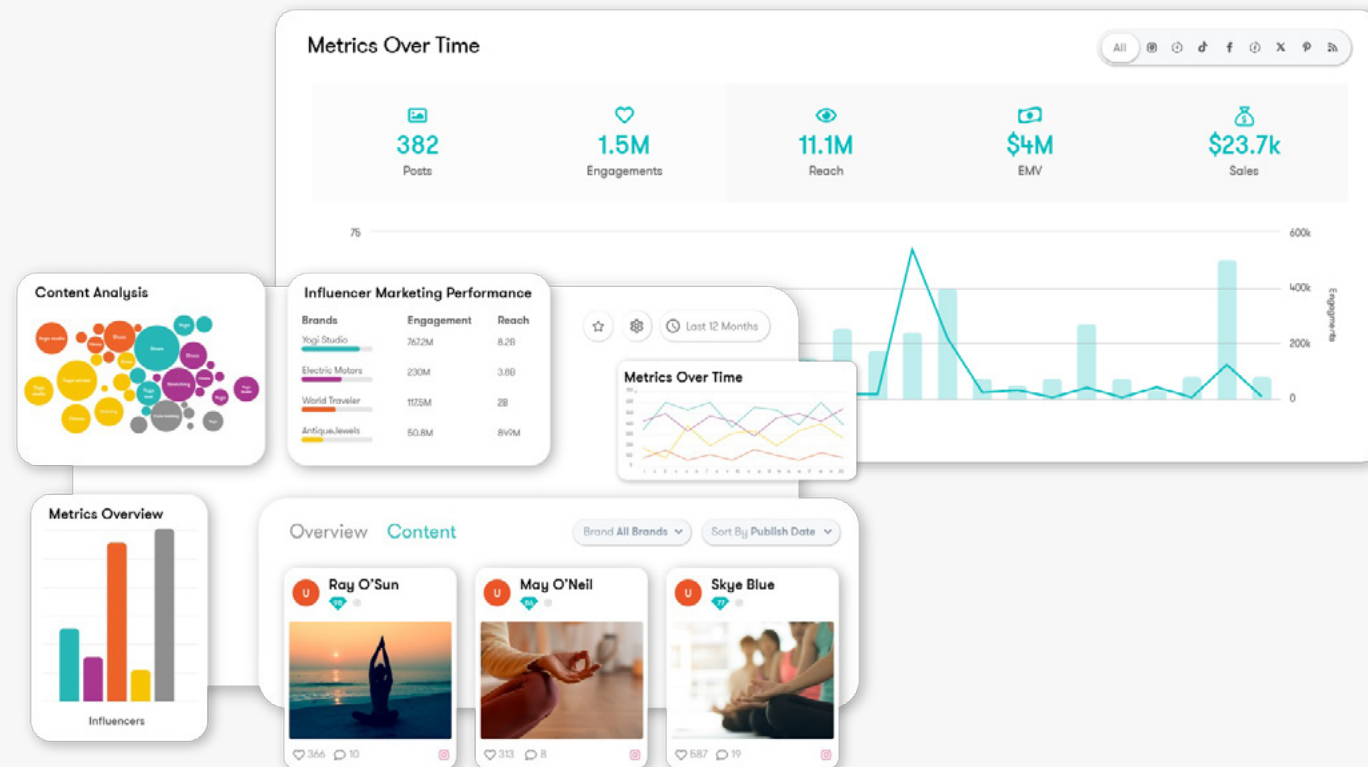 Metrics Over Time
All
382
Posts
1.5M
Engagements
11.1M
Reach
$4M
EMV
$23.7k
Sales
75
600k
400k
200k
0
Engagements
Content Analysis
Influencer Marketing Performance
Brands Engagement Reach
Yogi Studio 767.2M 8.2B
Electric Motors 230M 3.8B
World Traveler 117.5M 2B
AntiqueJewels 50.8M 849M
Last 12 Months
Metrics Over Time
Metrics Overview
Influencers
Overview Content
Brand All Brands
Sort By Publish Date
U Ray O'Sun
98
366 10
U May O'Neil
86
313 8
U Skye Blue
77
587 19